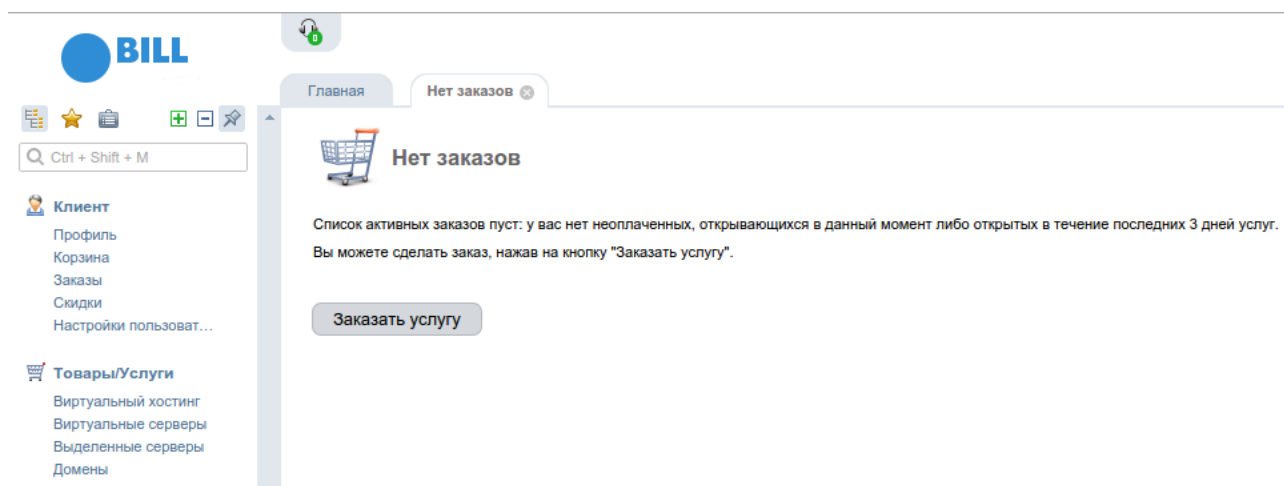 BILL
0
Главная
Нет заказов
Ctrl + Shift + M
Нет заказов
Клиент
Профиль
Корзина
Заказы
Скидки
Настройки пользоват...
Список активных заказов пуст: у вас нет неоплаченных, открывающихся в данный момент либо открытых в течение последних 3 дней услуг.
Вы можете сделать заказ, нажав на кнопку "Заказать услугу".
Заказать услугу
Товары/Услуги
Виртуальный хостинг
Виртуальные серверы
Выделенные серверы
Домены